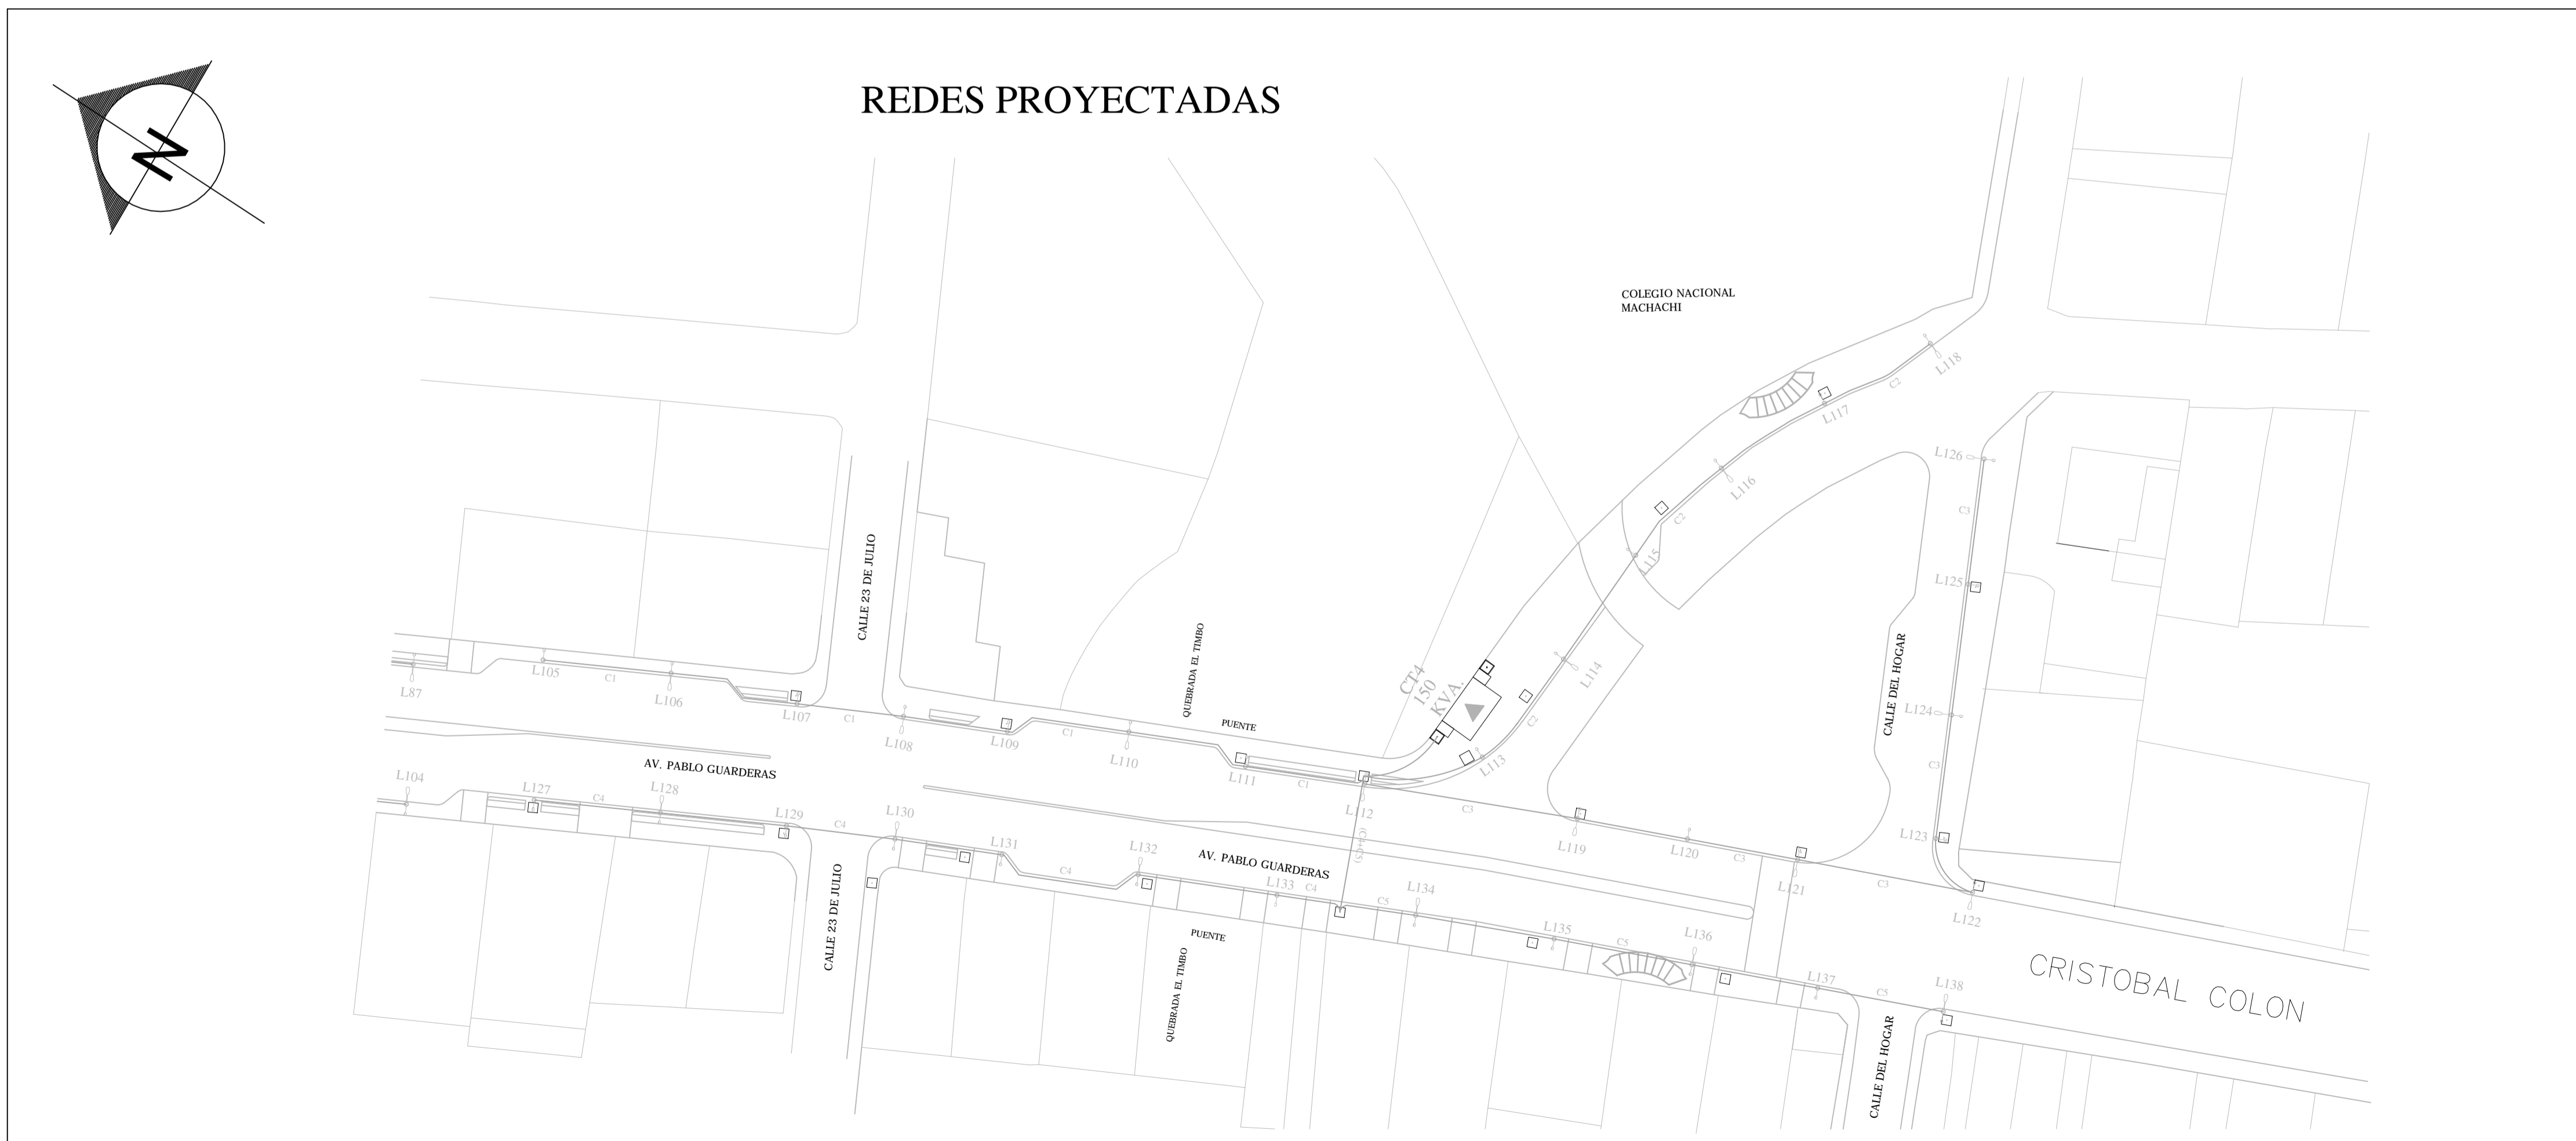 REDES PROYECTADAS
N
COLEGIO NACIONAL
MACHACHI
L118
C2
L117
L116
C2
L115
L126
C3
L125
L114
CALLE 23 DE JULIO
QUEBRADA EL TIMBO
CALLE DEL HOGAR
CT4
150
KVA.
L87
L105
C1
L106
L107
C1
L108
L109
C1
L110
PUENTE
L111
C1
L112
L113
C2
L124
C3
L123
AV. PABLO GUARDERAS
L104
L127
C4
L128
L129
C4
L130
L131
C4
L132
AV. PABLO GUARDERAS
L133
C4
C5
L134
C3
L119
L120
C3
L121
C3
L122
CALLE 23 DE JULIO
PUENTE
QUEBRADA EL TIMBO
L135
C5
L136
L137
C5
L138
CALLE DEL HOGAR
CRISTOBAL COLON
(C4+C5)